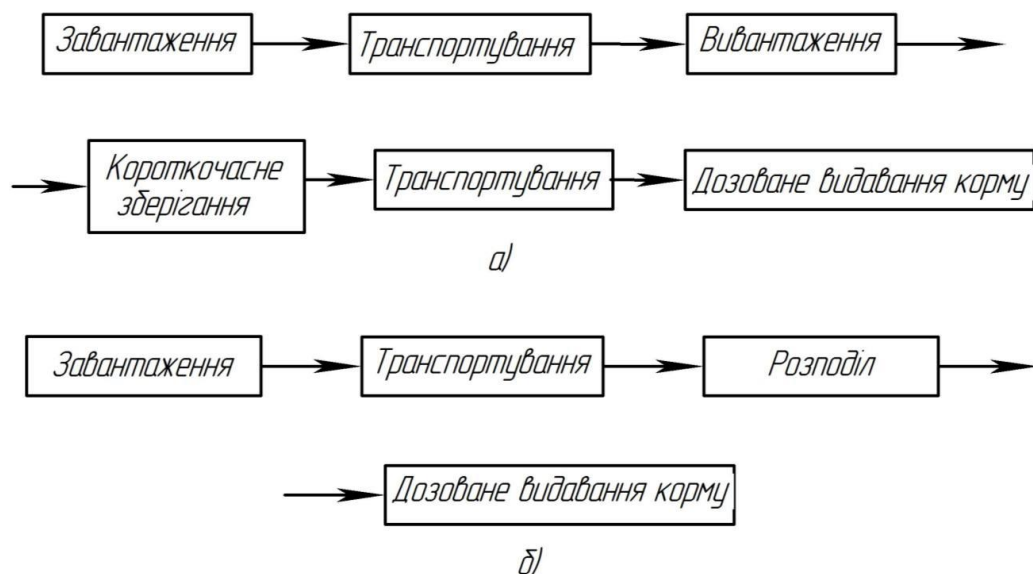 Завантаження
Транспортування
Вивантаження
Короткочасне
зберігання
Транспортування
Дозоване видавання корму
а)
Завантаження
Транспортування
Розподіл
Дозоване видавання корму
б)